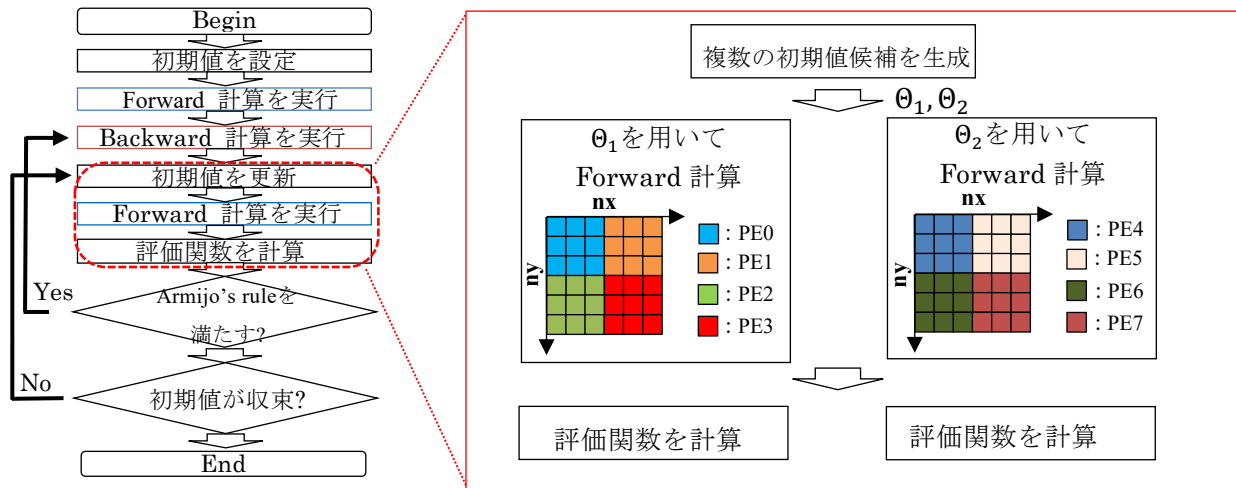 Begin
初期値を設定
Forward 計算を実行
Backward 計算を実行
初期値を更新
Forward 計算を実行
評価関数を計算
Yes
Armijo's ruleを
満たす?
No
初期値が収束?
End
複数の初期値候補を生成
Θ₁,Θ₂
Θ₁を用いて
Forward 計算
nx
ny
: PE0
: PE1
: PE2
: PE3
Θ₂を用いて
Forward 計算
nx
ny
: PE4
: PE5
: PE6
: PE7
評価関数を計算
評価関数を計算